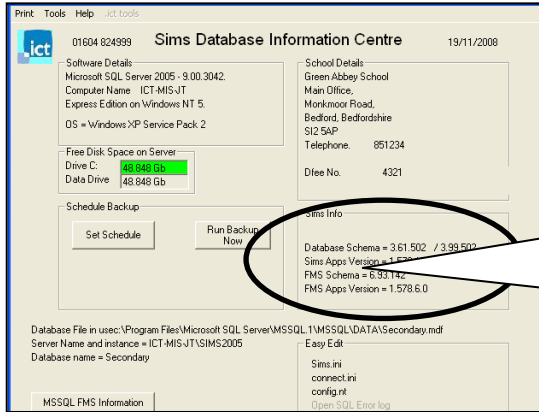 Print Tools Help .ict tools
.ict
01604 824999 Sims Database Information Centre 19/11/2008
Software Details
Microsoft SQL Server 2005 - 9.00.3042.
Computer Name ICT-MIS-JT
Express Edition on Windows NT 5.
OS = Windows XP Service Pack 2
School Details
Green Abbey School
Main Office,
Monkmoor Road,
Bedford, Bedfordshire
SI2 5AP
Telephone. 851234
Dfee No. 4321
Free Disk Space on Server
Drive C: 48.848 Gb
Data Drive 48.848 Gb
Schedule Backup
Set Schedule
Run Backup Now
Sims Info
Database Schema = 3.61.502 / 3.99.502
Sims Apps Version =
FMS Schema = 6.93.142
FMS Apps Version = 1.578.6.0
Database File in usec:\Program Files\Microsoft SQL Server\MSSQL.1\MSSQL\DATA\Secondary.mdf
Server Name and instance = ICT-MIS-JT\SIMS2005
Database name = Secondary
Easy Edit
Sims.ini
connect.ini
config.nt
Open SQL Error log
MSSQL FMS Information